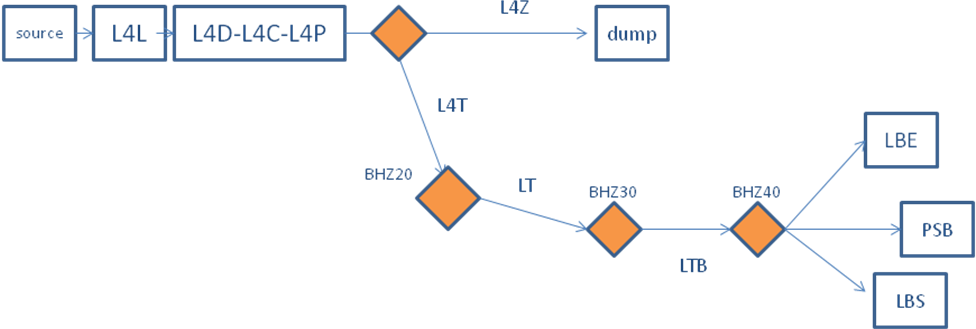 source
L4L
L4D-L4C-L4P
L4Z
dump
L4T
BHZ20
LT
BHZ30
LTB
BHZ40
LBE
PSB
LBS